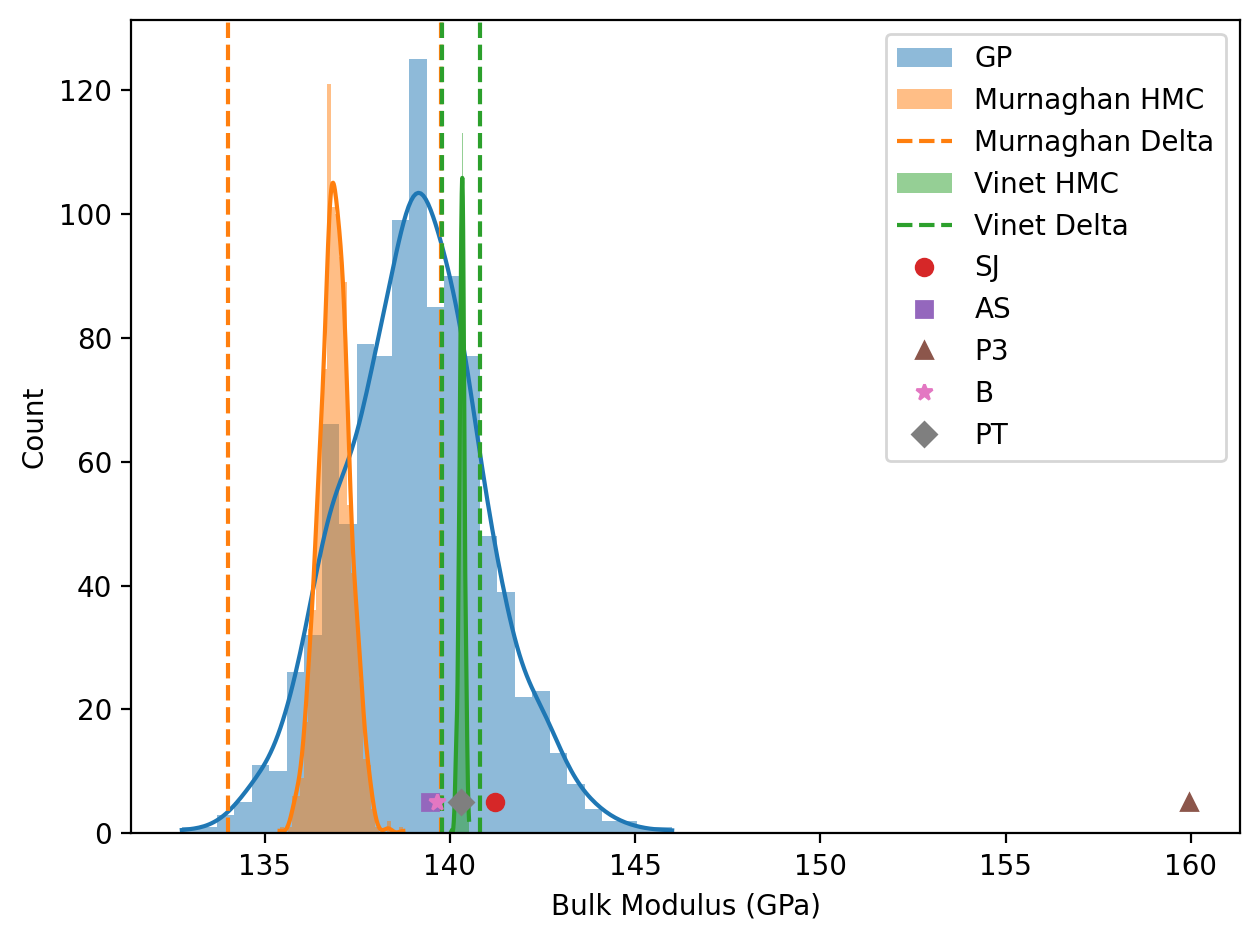 120
100
80
60
40
20
0
Count
135
140
145
150
155
160
Bulk Modulus (GPa)
GP
Murnaghan HMC
Murnaghan Delta
Vinet HMC
Vinet Delta
SJ
AS
P3
B
PT